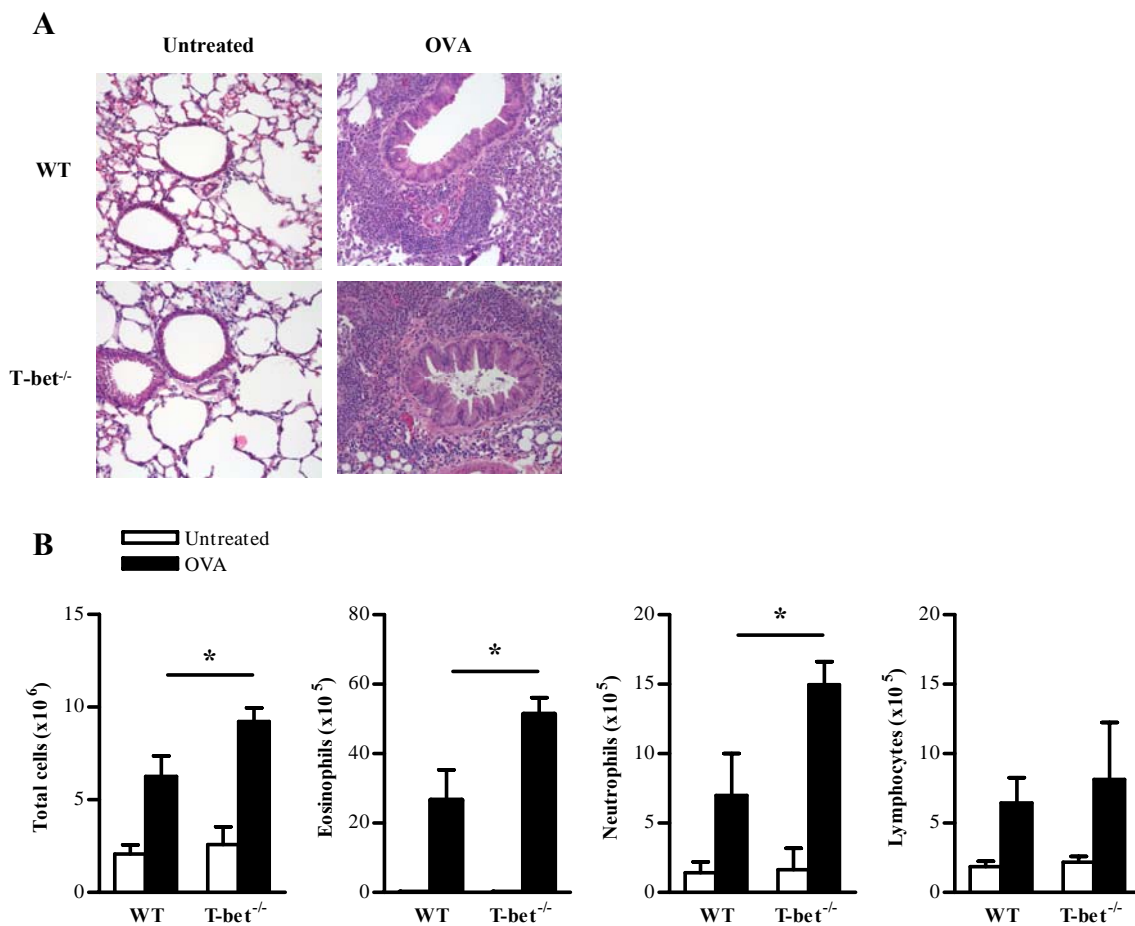 A
Untreated OVA
WT
T-bet-/-
B
Untreated
OVA
15
10
5
0
Total cells (x10 6)
*
WT T-bet-/-
80
60
40
20
0
Eosinophils (x10 5)
*
WT T-bet-/-
20
15
10
5
0
Neutrophils (x10 5)
*
WT T-bet-/-
20
15
10
5
0
Lymphocytes (x10 5)
WT T-bet-/-